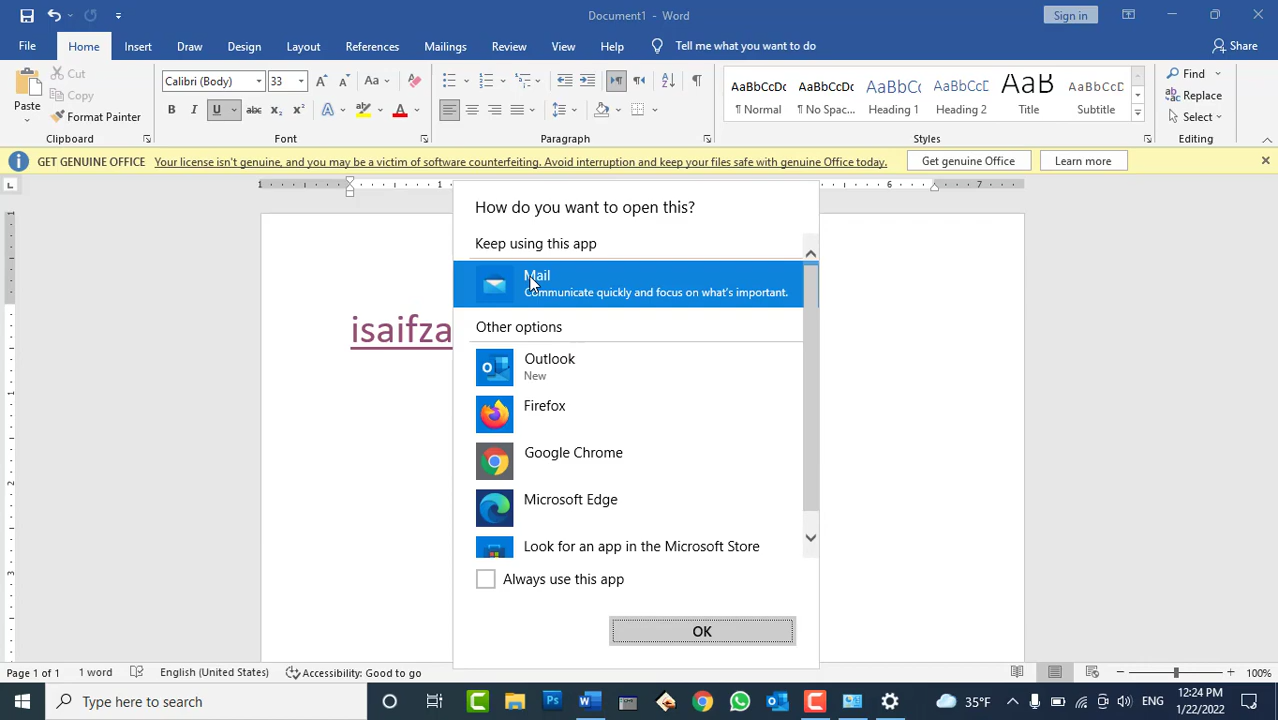 Document1 - Word
Sign in
File Home Insert Draw Design Layout References Mailings Review View Help Tell me what you want to do Share
Paste
Cut
Copy
Format Painter
Clipboard
Calibri (Body) 33
Font
Paragraph
AaBbCcDc AaBbCcDc AaBbCc AaBbCcD AaB AaBbCcD
¶ Normal ¶ No Spac... Heading 1 Heading 2 Title Subtitle
Styles
Find
Replace
Select
Editing
GET GENUINE OFFICE Your license isn't genuine, and you may be a victim of software counterfeiting. Avoid interruption and keep your files safe with genuine Office today. Get genuine Office Learn more
isaifza
How do you want to open this?
Keep using this app
Mail
Communicate quickly and focus on what's important.
Other options
Outlook
New
Firefox
Google Chrome
Microsoft Edge
Look for an app in the Microsoft Store
Always use this app
OK
Page 1 of 1 1 word English (United States) Accessibility: Good to go 100%
Type here to search
35°F ENG
12:24 PM
1/22/2022